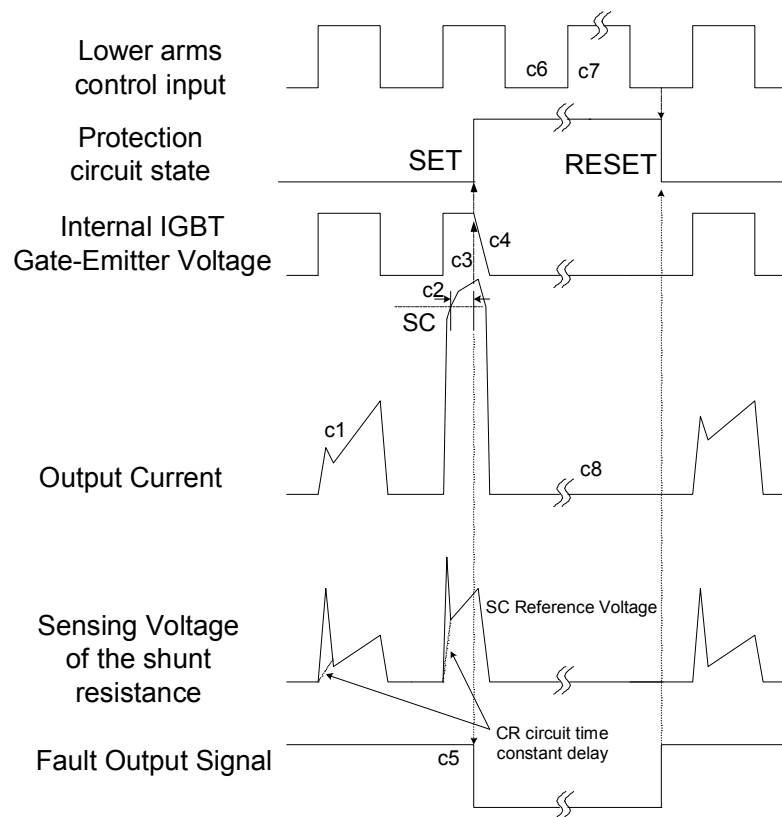 Lower arms
control input
c6
c7
Protection
circuit state
SET
RESET
Internal IGBT
Gate-Emitter Voltage
c4
c3
c2
SC
c1
Output Current
c8
SC Reference Voltage
Sensing Voltage
of the shunt
resistance
CR circuit time
constant delay
Fault Output Signal
c5